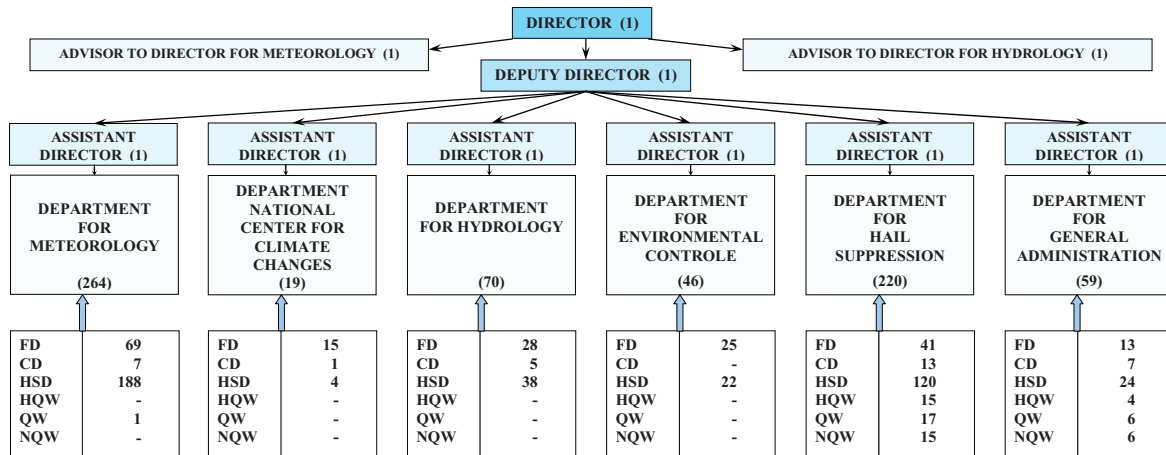 DIRECTOR (1)
ADVISOR TO DIRECTOR FOR METEOROLOGY (1)
ADVISOR TO DIRECTOR FOR HYDROLOGY (1)
DEPUTY DIRECTOR (1)
ASSISTANT
DIRECTOR (1)
ASSISTANT
DIRECTOR (1)
ASSISTANT
DIRECTOR (1)
ASSISTANT
DIRECTOR (1)
ASSISTANT
DIRECTOR (1)
ASSISTANT
DIRECTOR (1)
DEPARTMENT
FOR
METEOROLOGY
(264)
DEPARTMENT
NATIONAL
CENTER FOR
CLIMATE
CHANGES
(19)
DEPARTMENT
FOR HYDROLOGY
(70)
DEPARTMENT
FOR
ENVIRONMENTAL
CONTROLE
(46)
DEPARTMENT
FOR
HAIL
SUPPRESSION
(220)
DEPARTMENT
FOR
GENERAL
ADMINISTRATION
(59)
FD 69
CD 7
HSD 188
HQW -
QW 1
NQW -
FD 15
CD 1
HSD 4
HQW -
QW -
NQW -
FD 28
CD 5
HSD 38
HQW -
QW -
NQW -
FD 25
CD -
HSD 22
HQW -
QW -
NQW -
FD 41
CD 13
HSD 120
HQW 15
QW 17
NQW 15
FD 13
CD 7
HSD 24
HQW 4
QW 6
NQW 6